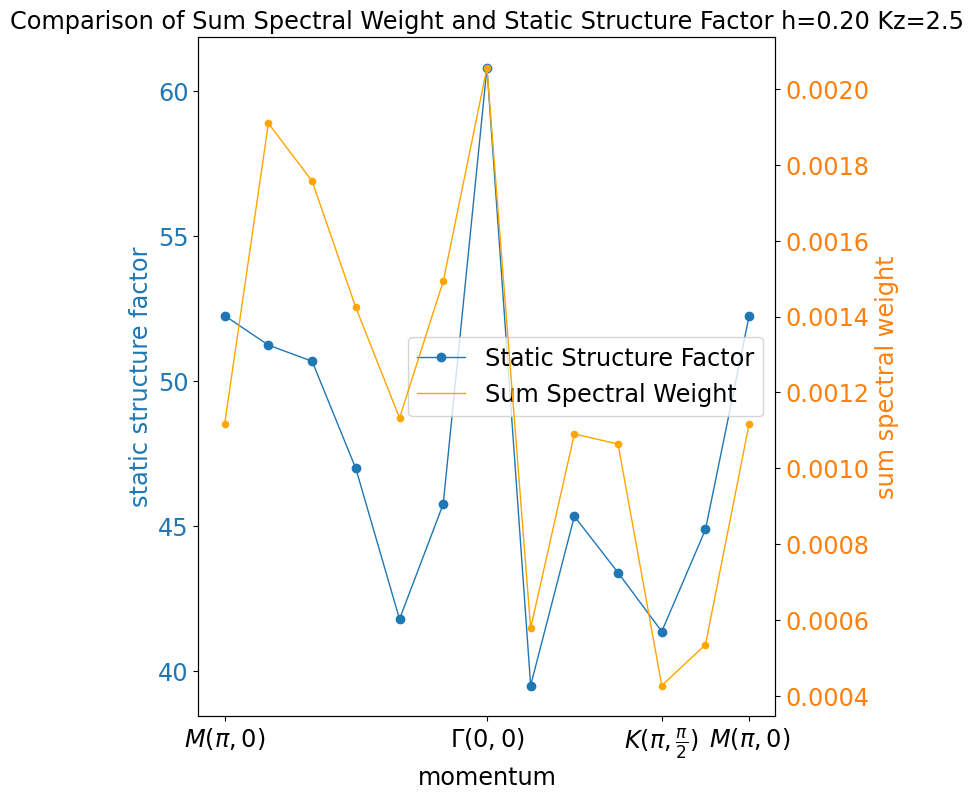 Comparison of Sum Spectral Weight and Static Structure Factor h=0.20 Kz=2.5
static structure factor
60
55
50
45
40
Static Structure Factor
Sum Spectral Weight
0.0020
0.0018
0.0016
0.0014
0.0012
0.0010
0.0008
0.0006
0.0004
sum spectral weight
M(π, 0) Γ(0, 0) K(π, π/2) M(π, 0)
momentum